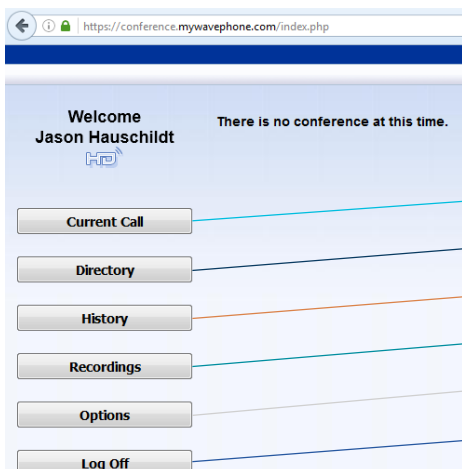 https://conference.mywavephone.com/index.php
Welcome
Jason Hauschildt
HD
There is no conference at this time.
Current Call
Directory
History
Recordings
Options
Log Off